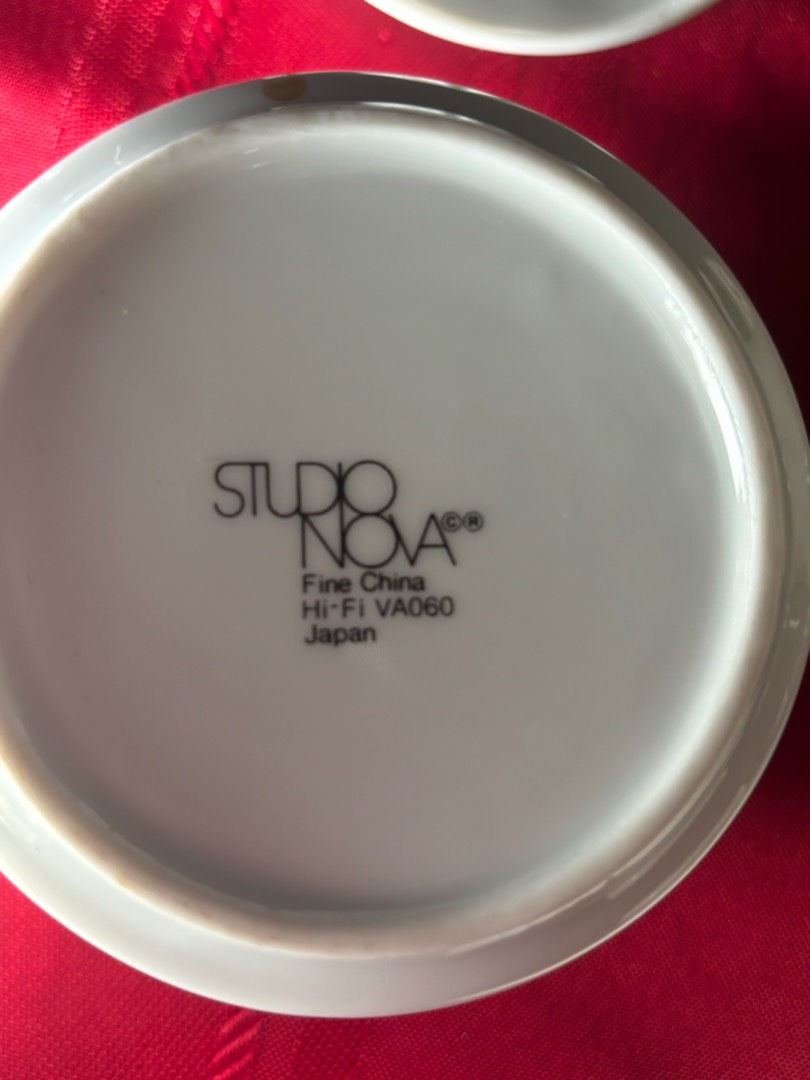 STUDIO
NOVA©®
Fine China
Hi-Fi VA060
Japan